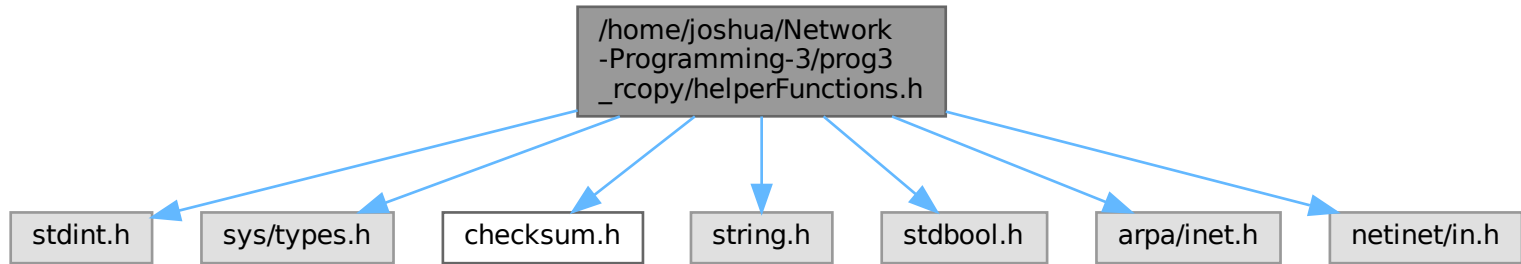 /home/joshua/Network
-Programming-3/prog3
_rcopy/helperFunctions.h
stdint.h
sys/types.h
checksum.h
string.h
stdbool.h
arpa/inet.h
netinet/in.h